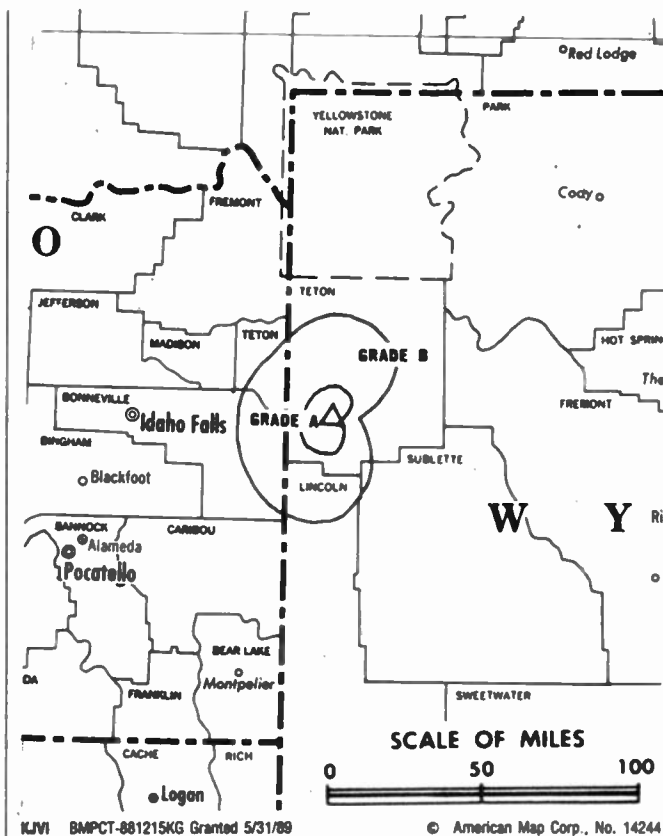 Red Lodge
PARK
YELLOWSTONE
NAT. PARK
Cody
FREMONT
CLARK
O
TETON
JEFFERSON
MADISON
TETON
GRADE B
HOT SPRIN
The
FREMONT
BONNEVILLE
Idaho Falls
GRADE A
BINGHAM
SUBLETTE
Blackfoot
LINCOLN
W Y
Ri
BANNOCK
CARIBOU
Alameda
Pocatello
BEAR LAKE
DA
Montpelier
FRANKLIN
SWEETWATER
SCALE OF MILES
CACHE
RICH
0 50 100
Logan
KJVI BMPCT-881215KG Granted 5/31/89
© American Map Corp., No. 14244